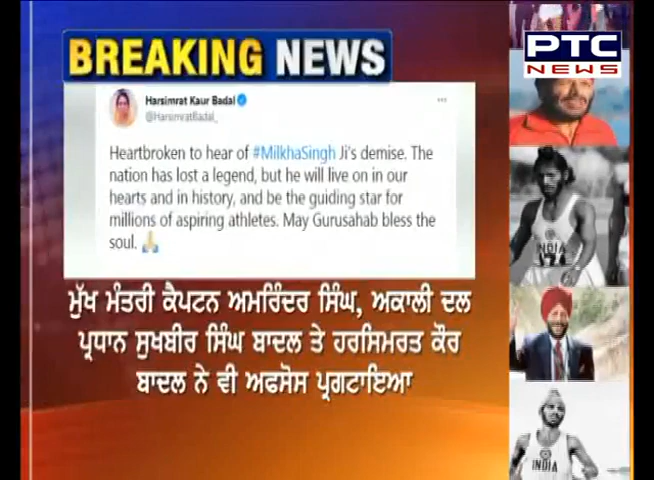 BREAKING NEWS
PTC
NEWS
Harsimrat Kaur Badal
@HarsimratBadal_
Heartbroken to hear of #MilkhaSingh Ji's demise. The
nation has lost a legend, but he will live on in our
hearts and in history, and be the guiding star for
millions of aspiring athletes. May Gurusahab bless the
soul. 🙏
ਮੁੱਖ ਮੰਤਰੀ ਕੈਪਟਨ ਅਮਰਿੰਦਰ ਸਿੰਘ, ਅਕਾਲੀ ਦਲ
ਪ੍ਰਧਾਨ ਸੁਖਬੀਰ ਸਿੰਘ ਬਾਦਲ ਤੇ ਹਰਸਿਮਰਤ ਕੌਰ
ਬਾਦਲ ਨੇ ਵੀ ਅਫਸੋਸ ਪ੍ਰਗਟਾਇਆ
INDIA
171
INDIA